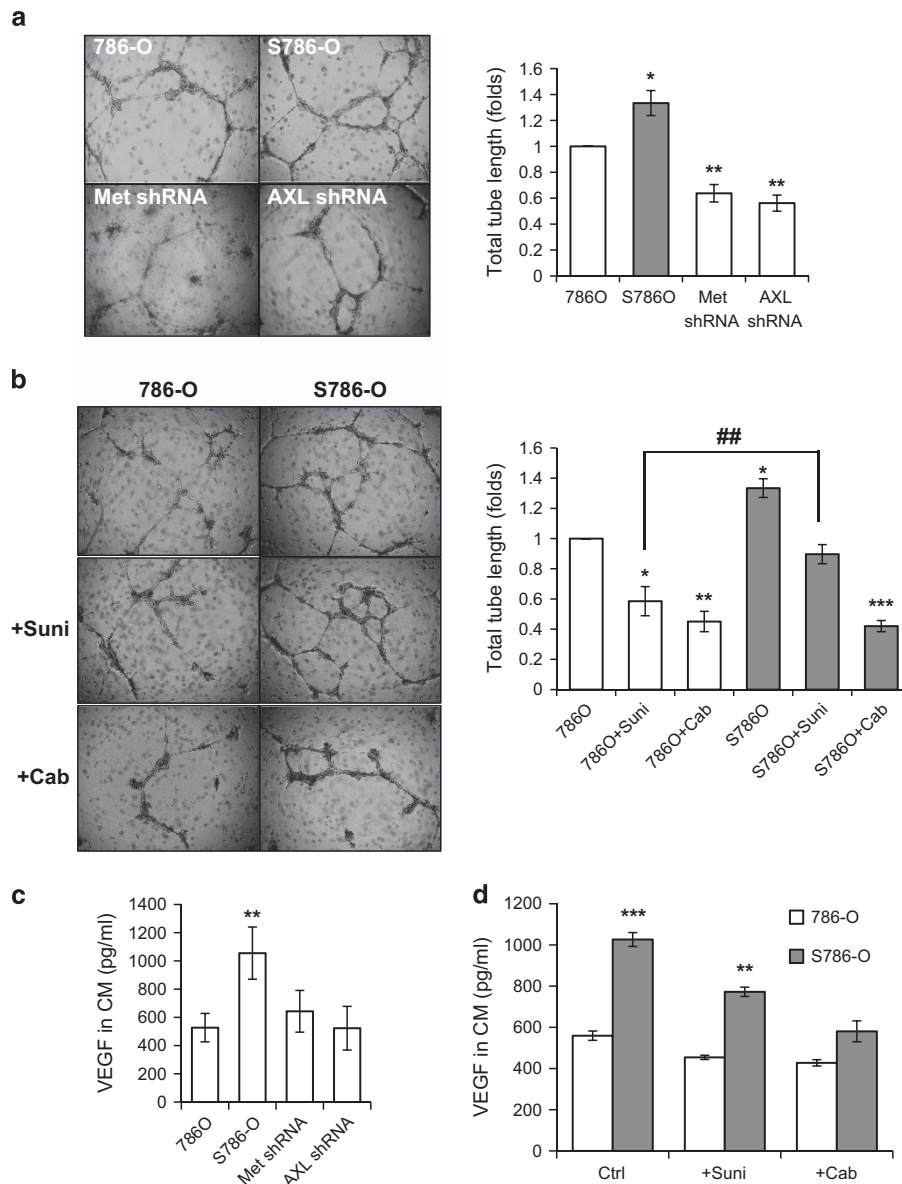 a
786-O
S786-O
Met shRNA
AXL shRNA
Total tube length (folds)
1.6
1.4
1.2
1
0.8
0.6
0.4
0.2
0
*
**
**
786O
S786O
Met shRNA
AXL shRNA
b
786-O
S786-O
+Suni
+Cab
Total tube length (folds)
1.6
1.4
1.2
1
0.8
0.6
0.4
0.2
0
##
*
**
*
***
786O
786O+Suni
786O+Cab
S786O
S786O+Suni
S786O+Cab
c
VEGF in CM (pg/ml)
1400
1200
1000
800
600
400
200
0
**
786O
S786-O
Met shRNA
AXL shRNA
d
VEGF in CM (pg/ml)
1200
1000
800
600
400
200
0
***
**
786-O
S786-O
Ctrl
+Suni
+Cab